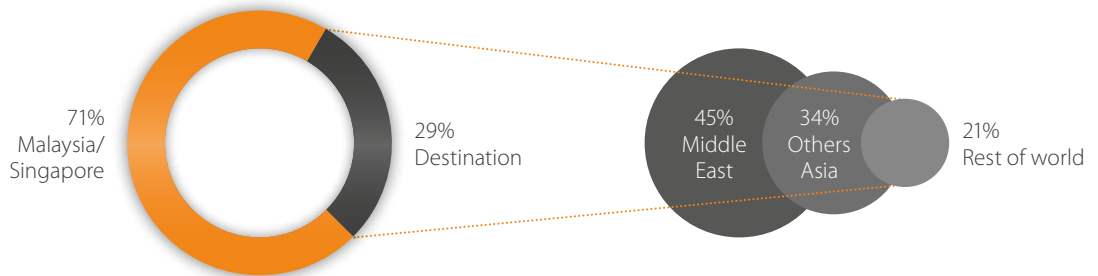 71%
Malaysia/
Singapore
29%
Destination
45%
Middle
East
34%
Others
Asia
21%
Rest of world